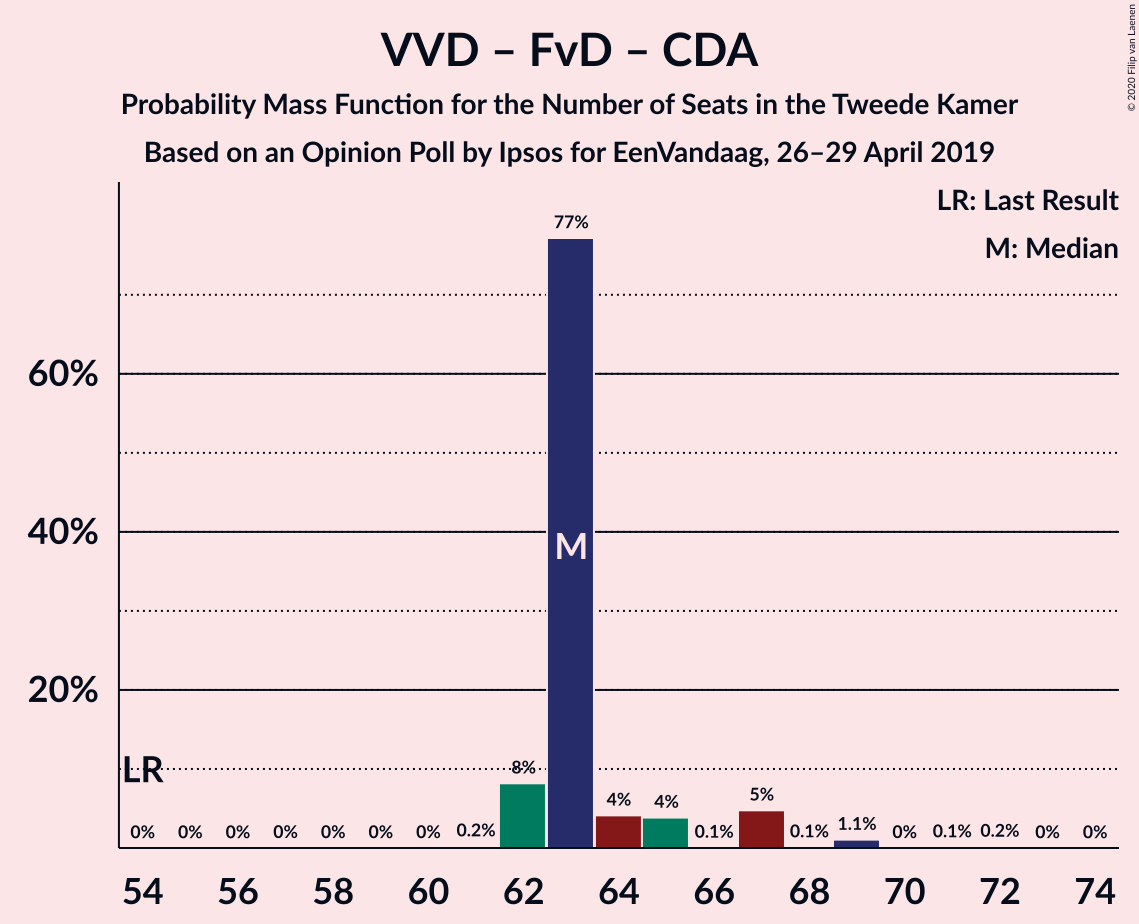 VVD – FvD – CDA
Probability Mass Function for the Number of Seats in the Tweede Kamer
Based on an Opinion Poll by Ipsos for EenVandaag, 26–29 April 2019
© 2020 Filip van Laenen
LR: Last Result
M: Median
77%
60%
40%
M
20%
LR
8%
5%
4%
4%
0% 0% 0% 0% 0% 0% 0% 0.2% 0.1% 0.1% 1.1% 0% 0.1% 0.2% 0% 0%
54 56 58 60 62 64 66 68 70 72 74